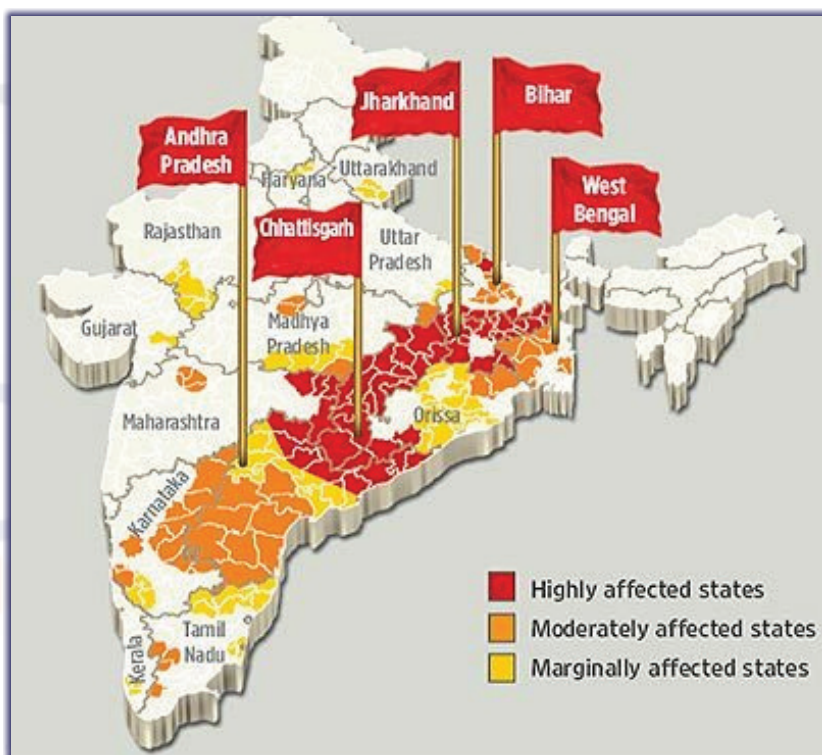 Jharkhand
Bihar
Andhra
Pradesh
Haryana
Uttarakhand
West
Bengal
Rajasthan
Chhattisgarh
Uttar
Pradesh
Gujarat
Madhya
Pradesh
Maharashtra
Orissa
Karnataka
Tamil
Nadu
Kerala
Highly affected states
Moderately affected states
Marginally affected states